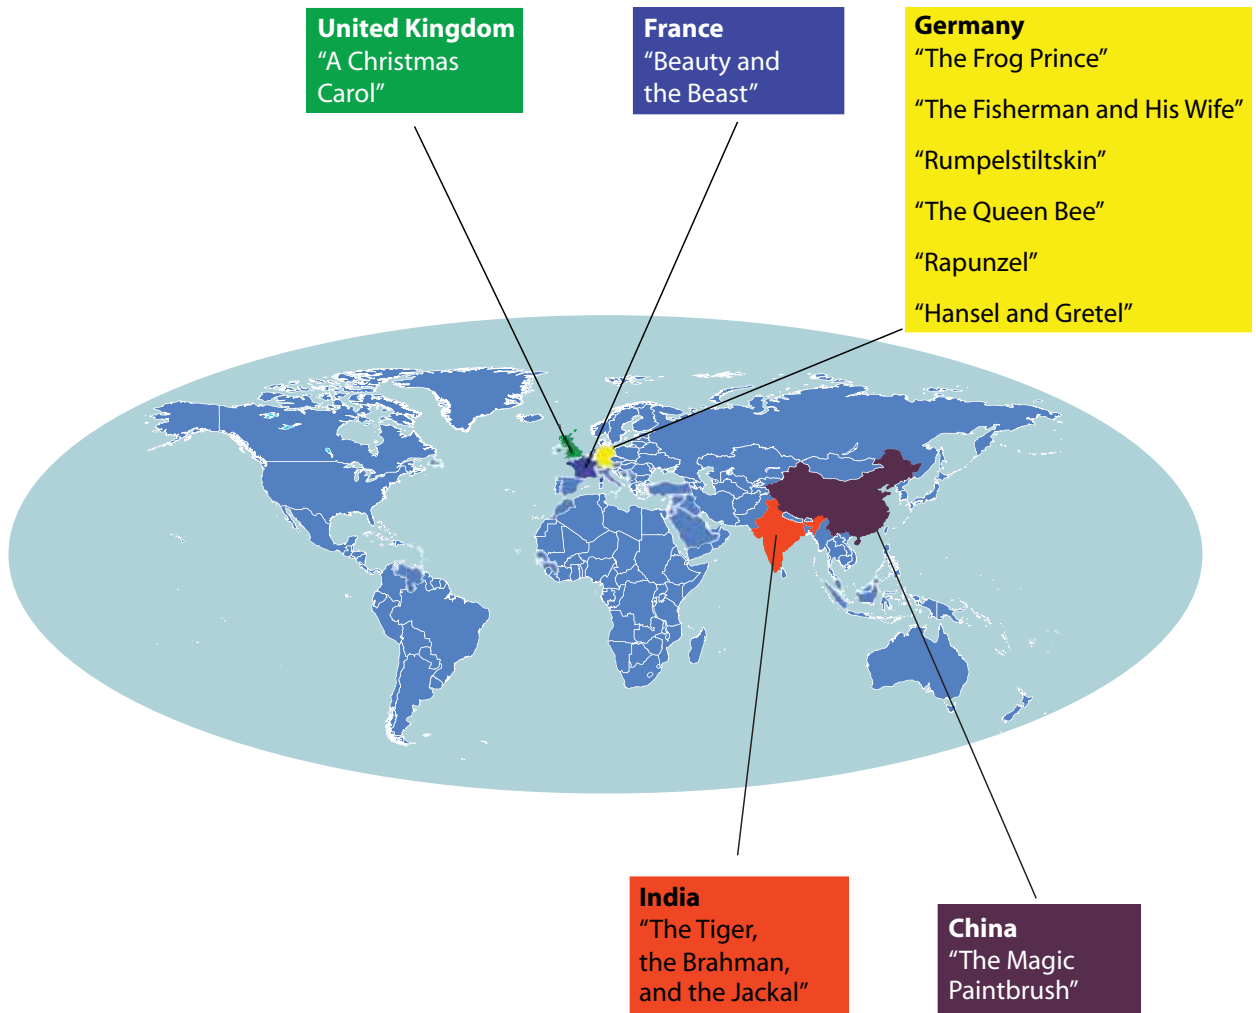 United Kingdom
“A Christmas
Carol”
France
“Beauty and
the Beast”
Germany
“The Frog Prince”
“The Fisherman and His Wife”
“Rumpelstiltskin”
“The Queen Bee”
“Rapunzel”
“Hansel and Gretel”
India
“The Tiger,
the Brahman,
and the Jackal”
China
“The Magic
Paintbrush”